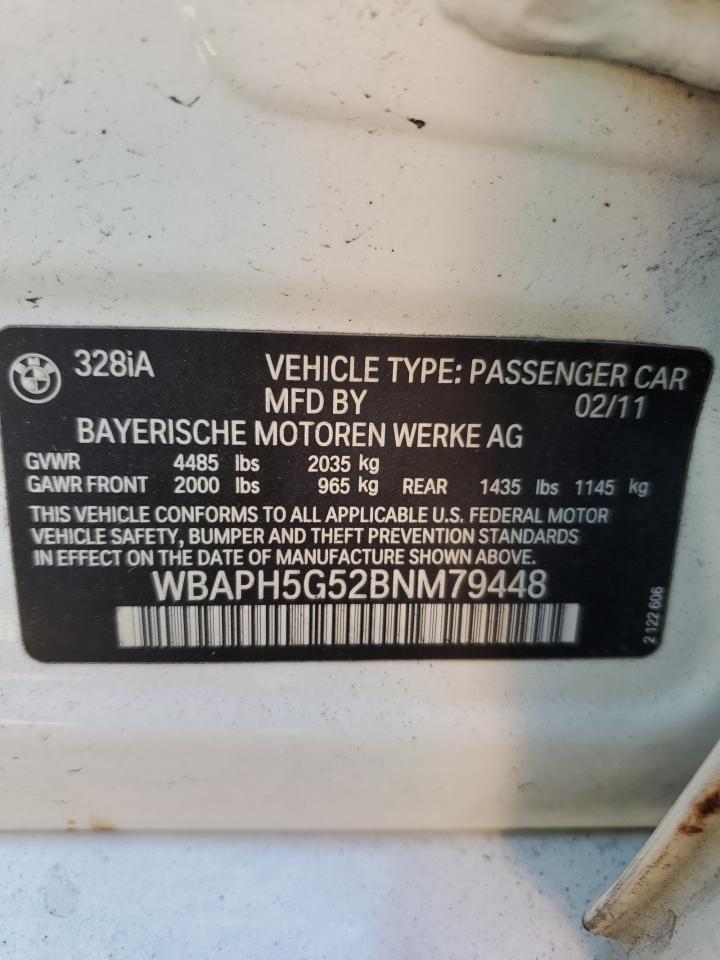 328iA VEHICLE TYPE: PASSENGER CAR
MFD BY 02/11
BAYERISCHE MOTOREN WERKE AG
GVWR 4485 lbs 2035 kg
GAWR FRONT 2000 lbs 965 kg REAR 1435 lbs 1145 kg
THIS VEHICLE CONFORMS TO ALL APPLICABLE U.S. FEDERAL MOTOR
VEHICLE SAFETY, BUMPER AND THEFT PREVENTION STANDARDS
IN EFFECT ON THE DATE OF MANUFACTURE SHOWN ABOVE.
WBAPH5G52BNM79448
2 122 606